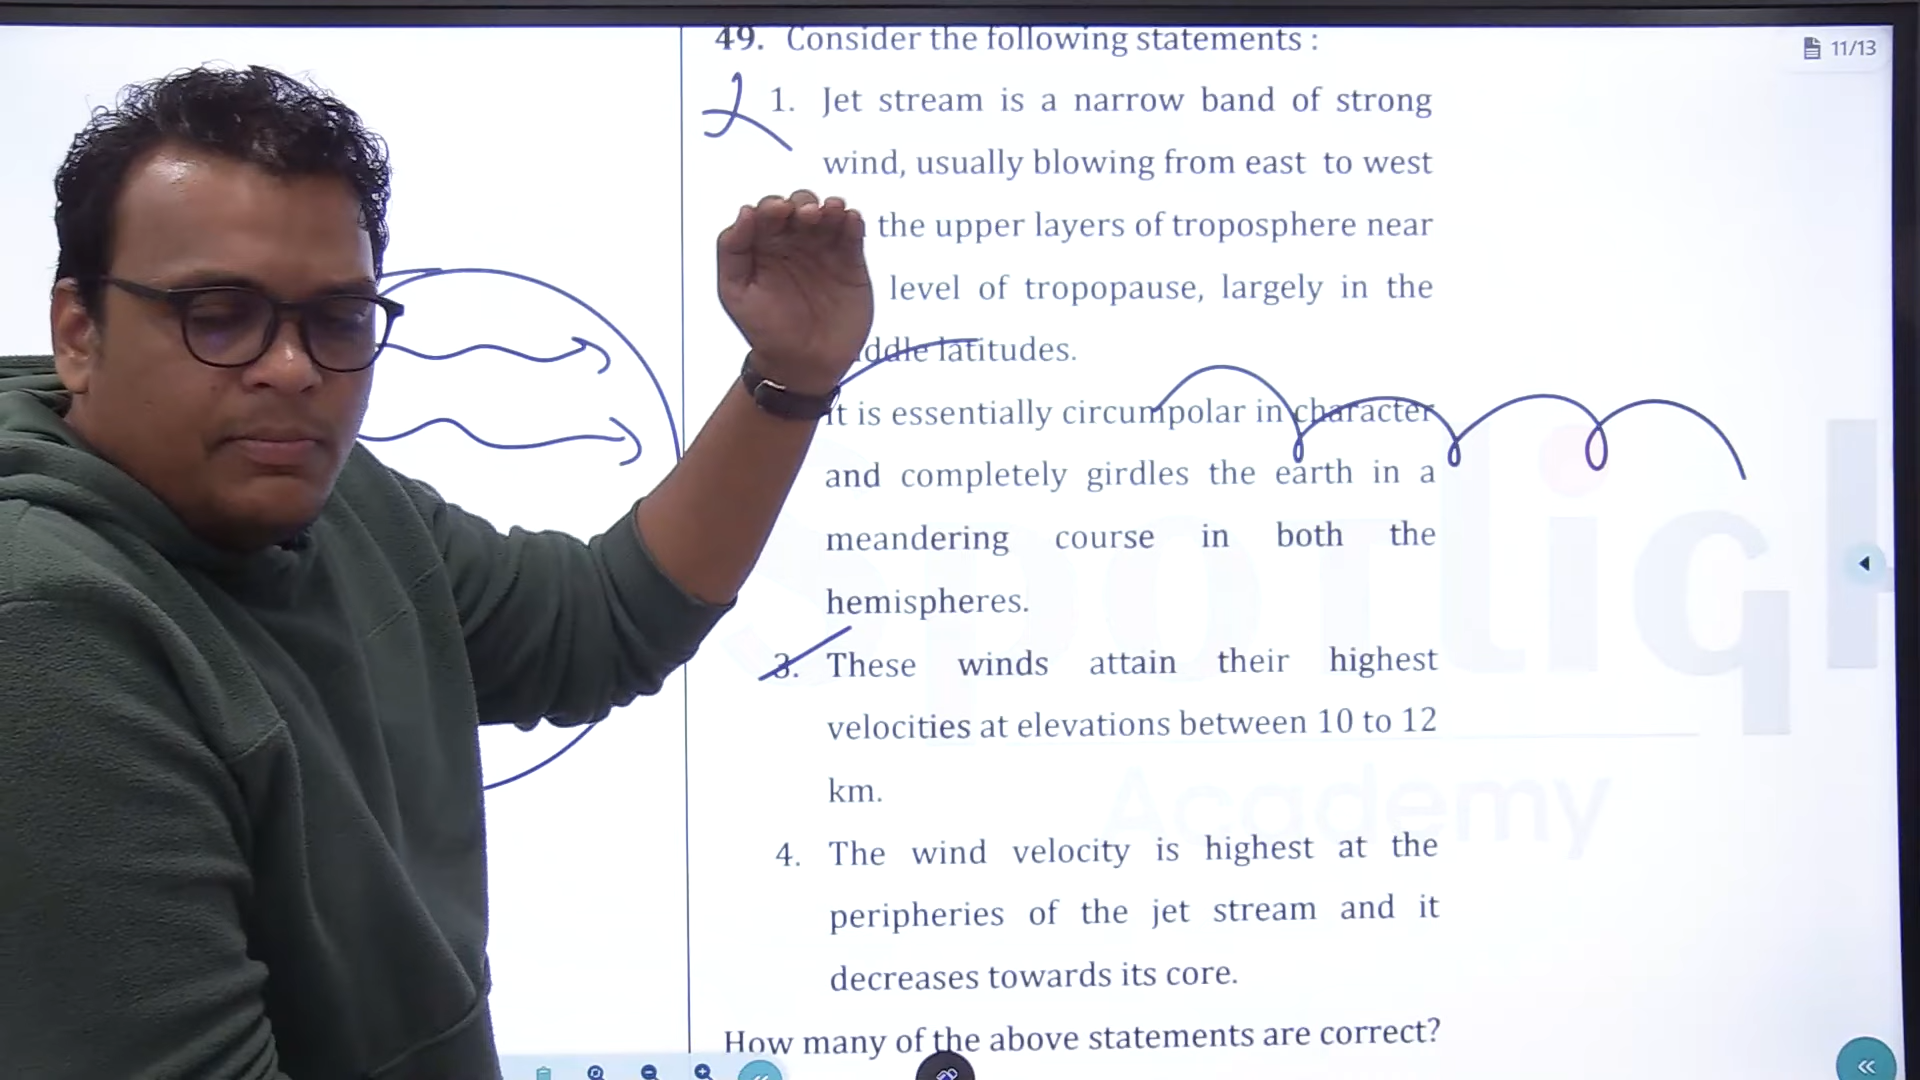 49. Consider the following statements :
11/13
1. Jet stream is a narrow band of strong
wind, usually blowing from east to west
the upper layers of troposphere near
level of tropopause, largely in the
ddle latitudes.
it is essentially circumpolar in character
and completely girdles the earth in a
meandering course in both the
hemispheres.
3. These winds attain their highest
velocities at elevations between 10 to 12
km.
4. The wind velocity is highest at the
peripheries of the jet stream and it
decreases towards its core.
How many of the above statements are correct?
Spotligh
Academy